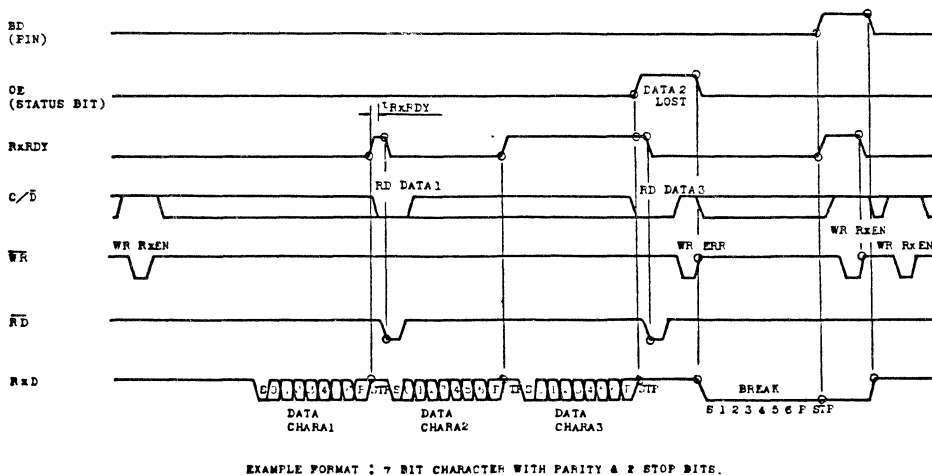 BD
(PIN)
OE
(STATUS BIT)
DATA 2
LOST
tRxRDY
RxRDY
C/D̅
RD DATA1
RD DATA3
WR RxEN
WR RxEN
WR ERR
WR RxEN
W̅R̅
R̅D̅
RxD
STP
STP
DATA
CHARA1
DATA
CHARA2
DATA
CHARA3
BREAK
S 1 2 3 4 5 6 P STP
EXAMPLE FORMAT : 7 BIT CHARACTER WITH PARITY & 2 STOP BITS.